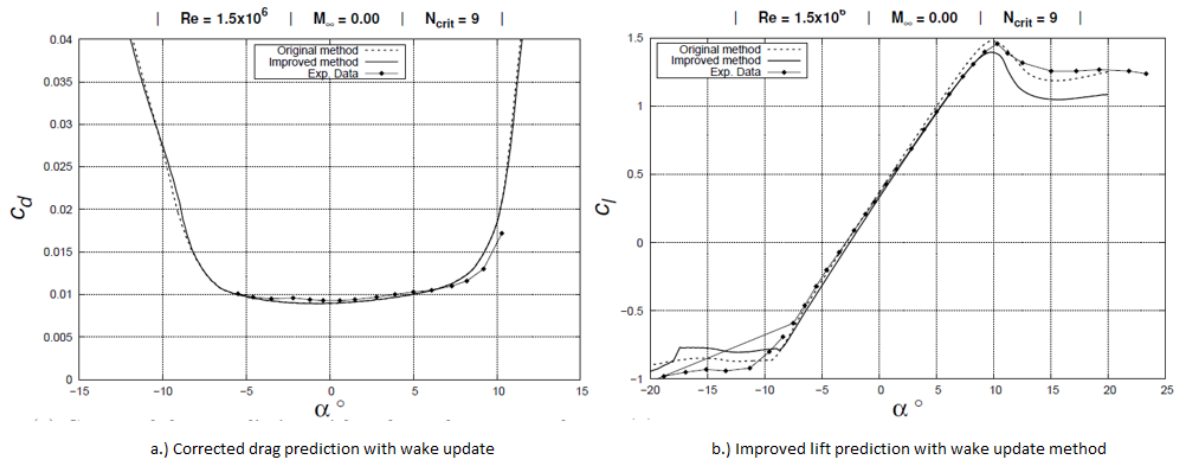 | Re = 1.5x10^6 | M∞ = 0.00 | Ncrit = 9 |
0.04
0.035
0.03
0.025
0.02
0.015
0.01
0.005
0
cd
Original method
Improved method
Exp. Data
−15 −10 −5 0 5 10 15
α °
a.) Corrected drag prediction with wake update
| Re = 1.5x10^6 | M∞ = 0.00 | Ncrit = 9 |
1.5
1
0.5
0
−0.5
−1
cl
Original method
Improved method
Exp. Data
−20 −15 −10 −5 0 5 10 15 20 25
α °
b.) Improved lift prediction with wake update method